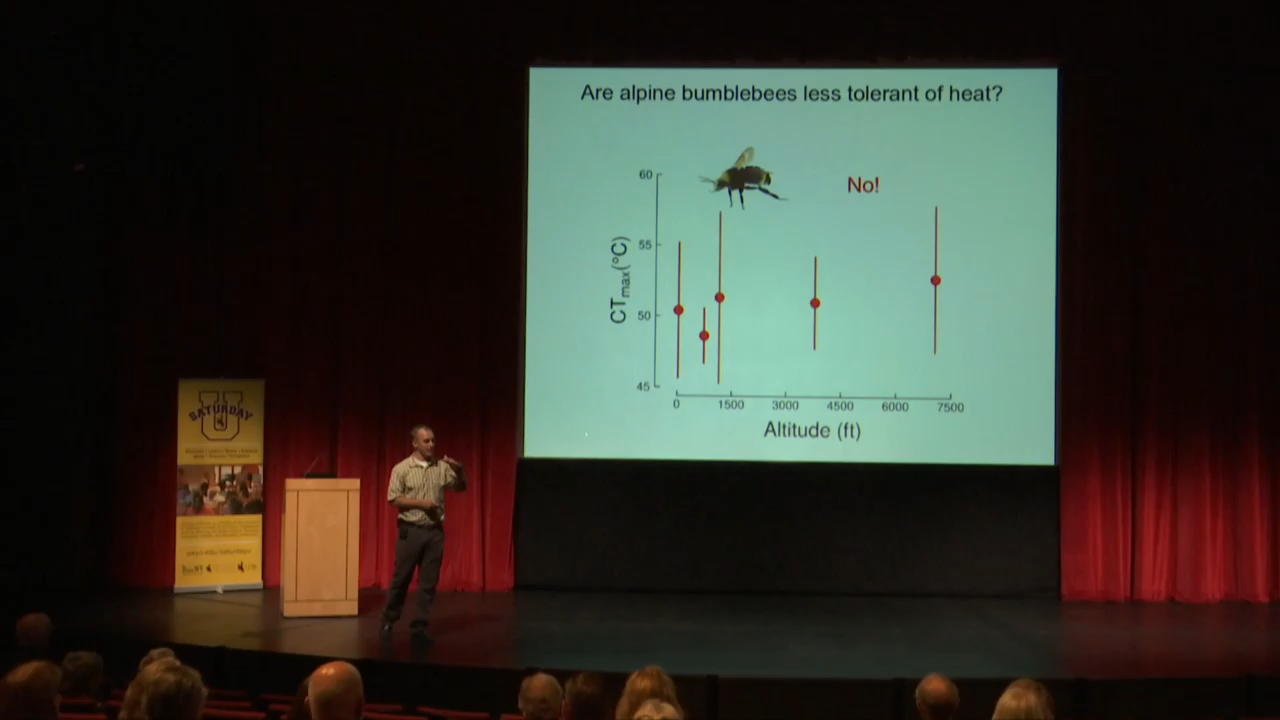 Are alpine bumblebees less tolerant of heat?
No!
60
55
50
45
CTmax(°C)
0 1500 3000 4500 6000 7500
Altitude (ft)
SATURDAY
U